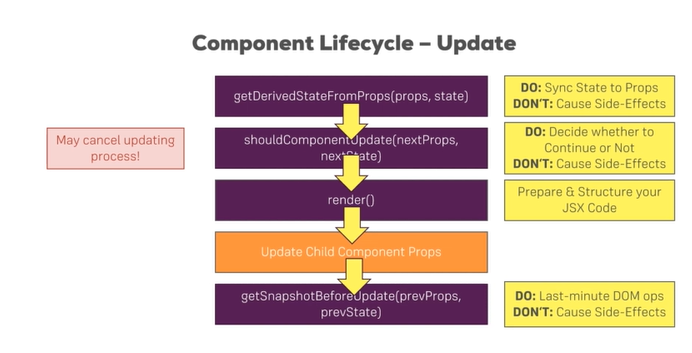 Component Lifecycle – Update
getDerivedStateFromProps(props, state)
DO: Sync State to Props
DON'T: Cause Side-Effects
May cancel updating
process!
shouldComponentUpdate(nextProps,
nextState)
DO: Decide whether to
Continue or Not
DON'T: Cause Side-Effects
render()
Prepare & Structure your
JSX Code
Update Child Component Props
getSnapshotBeforeUpdate(prevProps,
prevState)
DO: Last-minute DOM ops
DON'T: Cause Side-Effects